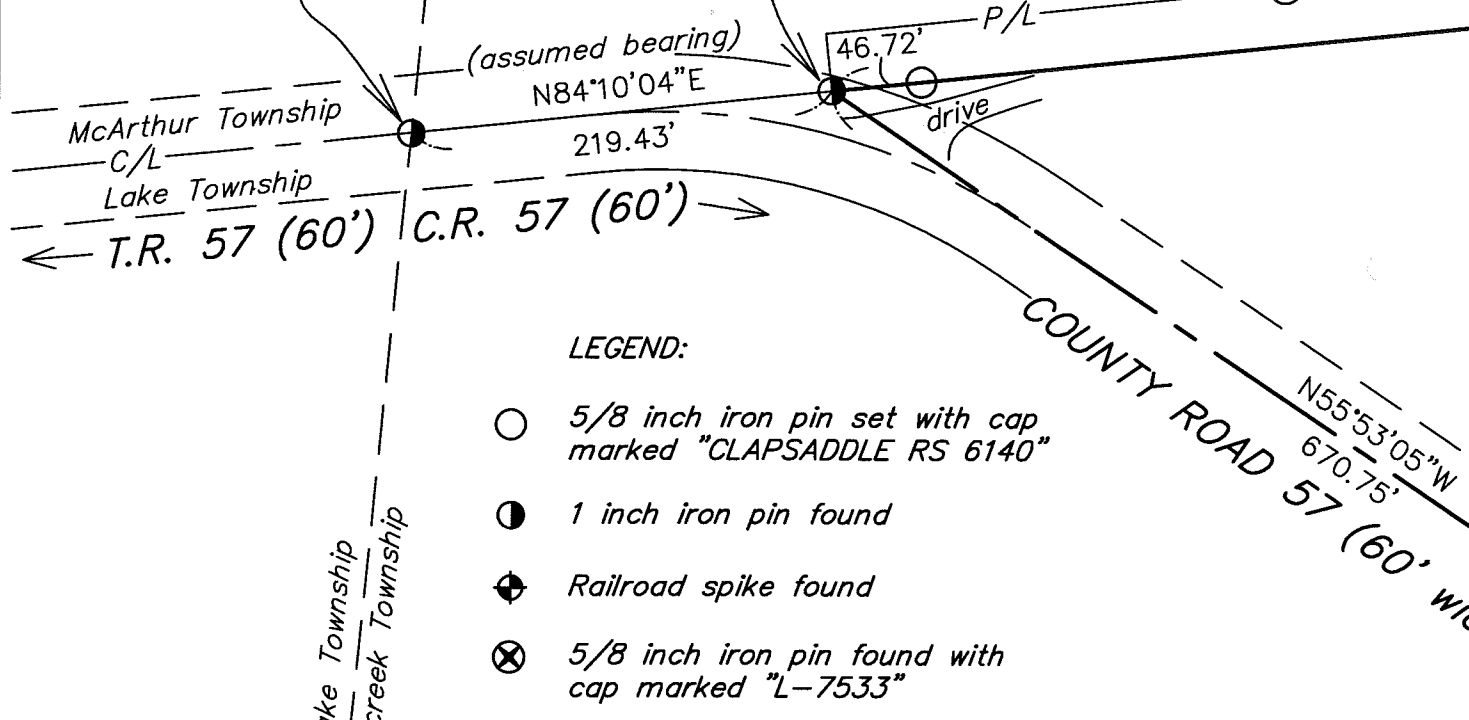 P/L
(assumed bearing)
46.72'
N84°10'04"E
McArthur Township
drive
219.43'
C/L
Lake Township
T.R. 57 (60') C.R. 57 (60')
LEGEND:
5/8 inch iron pin set with cap
marked "CLAPSADDLE RS 6140"
1 inch iron pin found
Railroad spike found
5/8 inch iron pin found with
cap marked "L-7533"
COUNTY ROAD 57 (60'
N55°53'05"W
670.75'
Township
Township